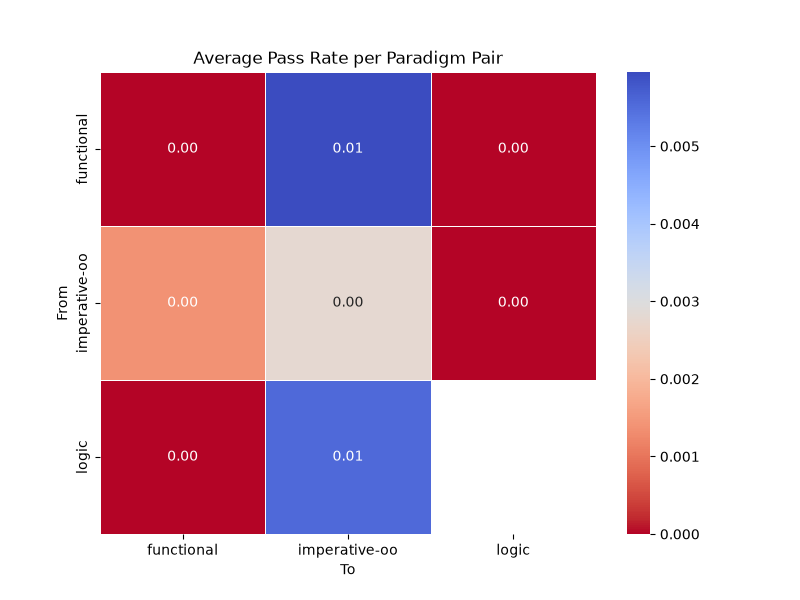 Average Pass Rate per Paradigm Pair
functional
0.00 0.01 0.00
0.005
0.004
From
imperative-oo
0.00 0.00 0.00
0.003
0.002
logic
0.00 0.01
0.001
0.000
functional imperative-oo logic
To